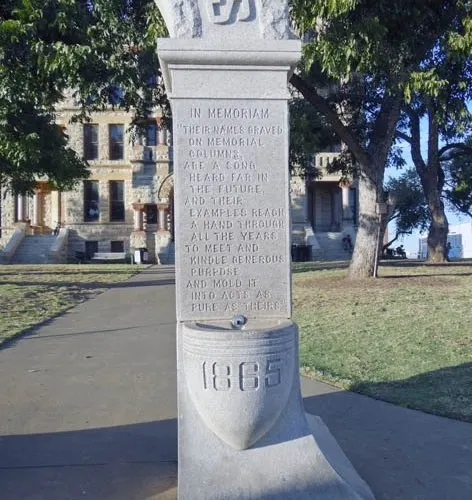 IN MEMORIAM
"THEIR NAMES GRAVED
ON MEMORIAL
COLUMNS,
ARE A SONG
HEARD FAR IN
THE FUTURE,
AND THEIR
EXAMPLES REACH
A HAND THROUGH
ALL THE YEARS
TO MEET AND
KINDLE GENEROUS
PURPOSE
AND MOLD IT
INTO ACTS AS
PURE AS THEIRS"
1865